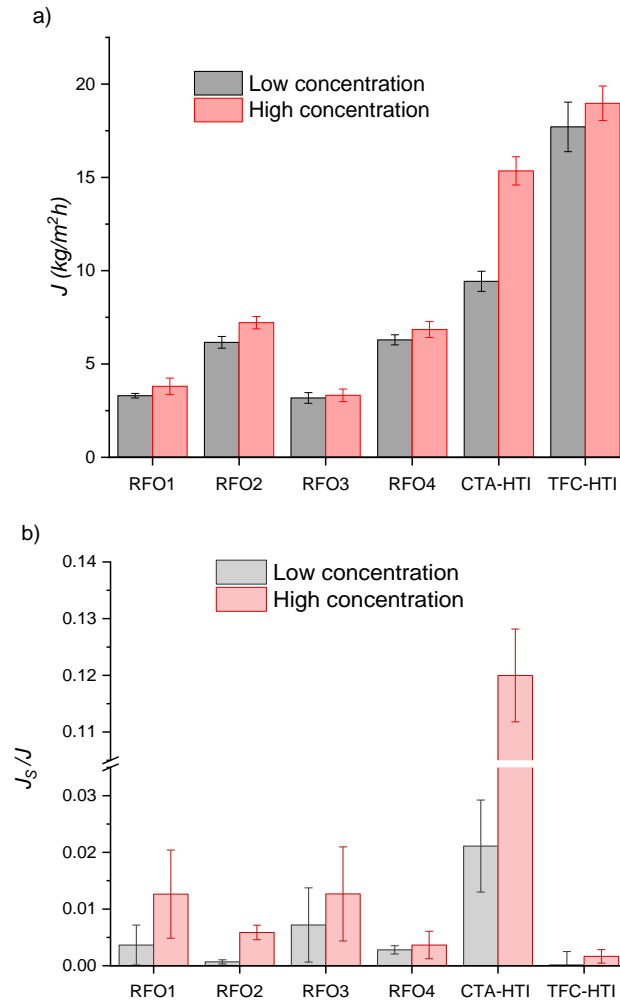 a)
20
15
10
5
0
J (kg/m²h)
Low concentration
High concentration
RFO1 RFO2 RFO3 RFO4 CTA-HTI TFC-HTI
b)
0.14
0.13
0.12
0.11
0.03
0.02
0.01
0.00
Jₛ/J
Low concentration
High concentration
RFO1 RFO2 RFO3 RFO4 CTA-HTI TFC-HTI